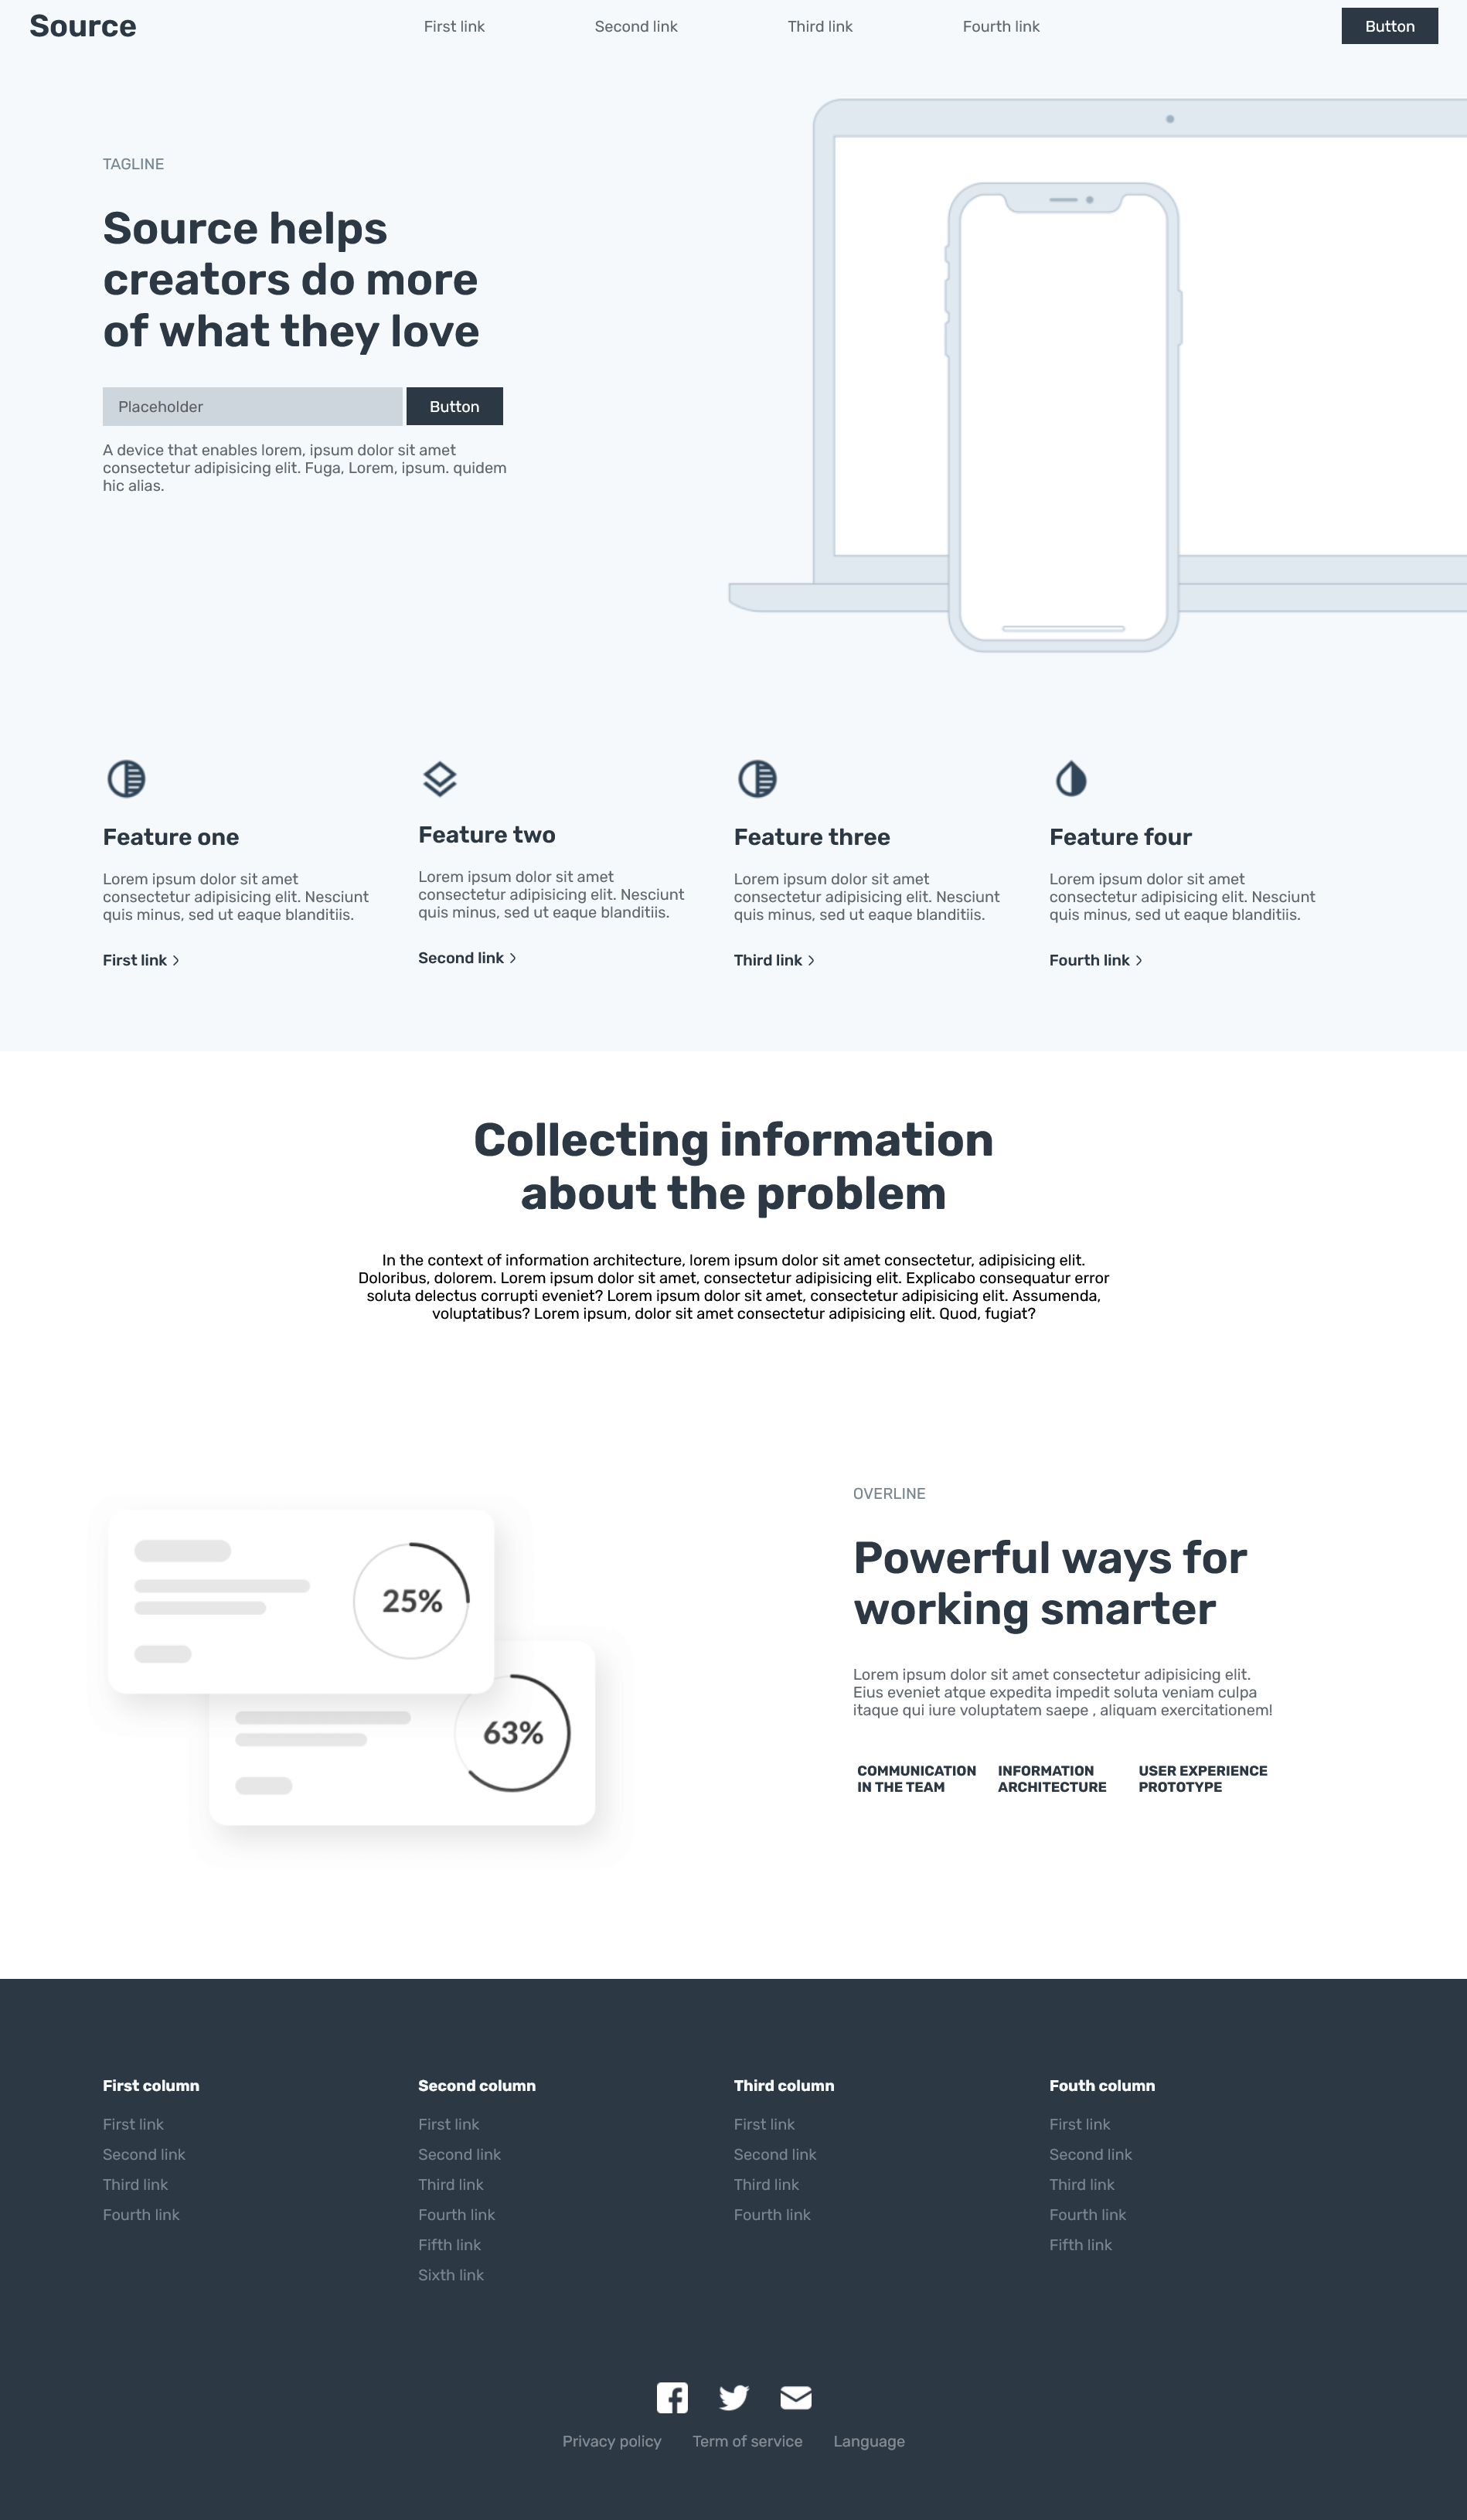 Source
First link
Second link
Third link
Fourth link
Button
TAGLINE
Source helps
creators do more
of what they love
Placeholder
Button
A device that enables lorem, ipsum dolor sit amet
consectetur adipisicing elit. Fuga, Lorem, ipsum. quidem
hic alias.
Feature one
Lorem ipsum dolor sit amet
consectetur adipisicing elit. Nesciunt
quis minus, sed ut eaque blanditiis.
First link
Feature two
Lorem ipsum dolor sit amet
consectetur adipisicing elit. Nesciunt
quis minus, sed ut eaque blanditiis.
Second link
Feature three
Lorem ipsum dolor sit amet
consectetur adipisicing elit. Nesciunt
quis minus, sed ut eaque blanditiis.
Third link
Feature four
Lorem ipsum dolor sit amet
consectetur adipisicing elit. Nesciunt
quis minus, sed ut eaque blanditiis.
Fourth link
Collecting information
about the problem
In the context of information architecture, lorem ipsum dolor sit amet consectetur, adipisicing elit.
Doloribus, dolorem. Lorem ipsum dolor sit amet, consectetur adipisicing elit. Explicabo consequatur error
soluta delectus corrupti eveniet? Lorem ipsum dolor sit amet, consectetur adipisicing elit. Assumenda,
voluptatibus? Lorem ipsum, dolor sit amet consectetur adipisicing elit. Quod, fugiat?
25%
63%
OVERLINE
Powerful ways for
working smarter
Lorem ipsum dolor sit amet consectetur adipisicing elit.
Eius eveniet atque expedita impedit soluta veniam culpa
itaque qui iure voluptatem saepe , aliquam exercitationem!
COMMUNICATION
IN THE TEAM
INFORMATION
ARCHITECTURE
USER EXPERIENCE
PROTOTYPE
First column
First link
Second link
Third link
Fourth link
Second column
First link
Second link
Third link
Fourth link
Fifth link
Sixth link
Third column
First link
Second link
Third link
Fourth link
Fouth column
First link
Second link
Third link
Fourth link
Fifth link
Privacy policy
Term of service
Language